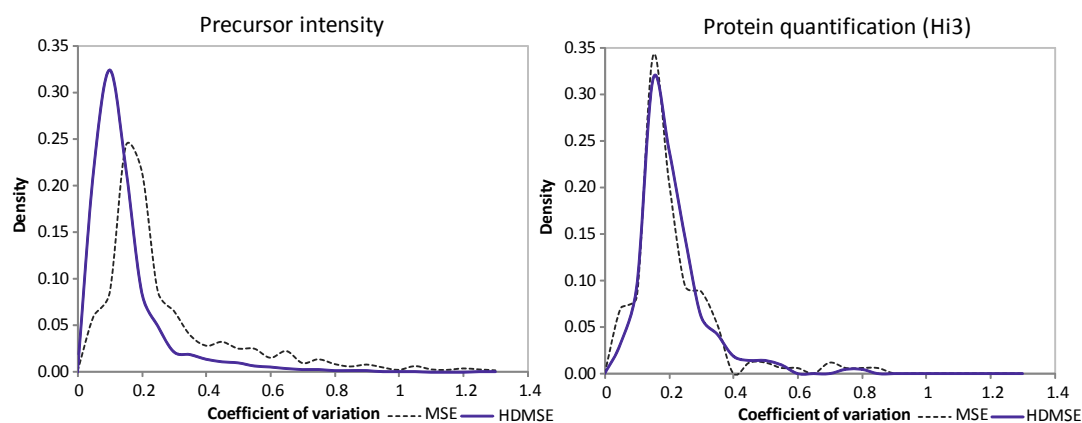 Precursor intensity
0.35
0.30
0.25
0.20
0.15
0.10
0.05
0.00
Density
0 0.2 0.4 0.6 0.8 1 1.2 1.4
Coefficient of variation MSE HDMSE
Protein quantification (Hi3)
0.35
0.30
0.25
0.20
0.15
0.10
0.05
0.00
Density
0 0.2 0.4 0.6 0.8 1 1.2 1.4
Coefficient of variation MSE HDMSE